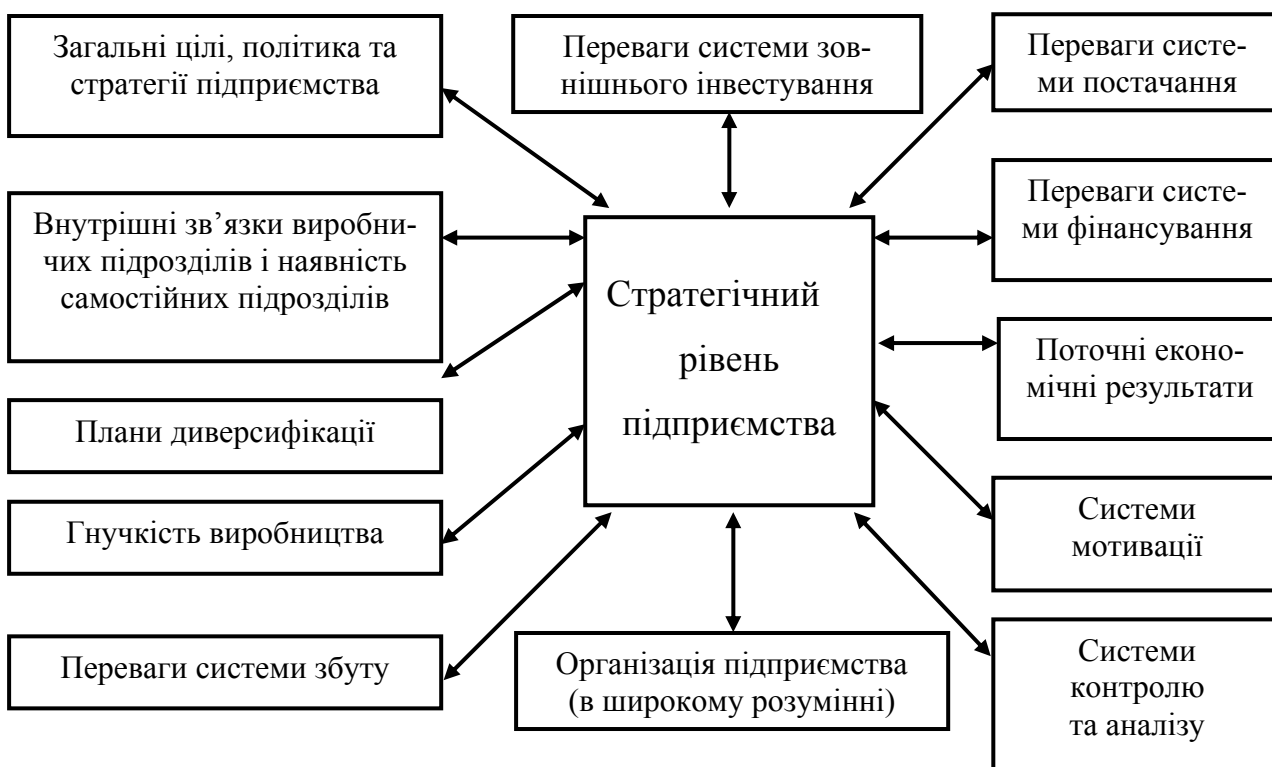 Загальні цілі, політика та
стратегії підприємства
Переваги системи зов-
нішнього інвестування
Переваги систе-
ми постачання
Внутрішні зв’язки виробни-
чих підрозділів і наявність
самостійних підрозділів
Переваги систе-
ми фінансування
Стратегічний
рівень
підприємства
Поточні еконо-
мічні результати
Плани диверсифікації
Гнучкість виробництва
Системи
мотивації
Переваги системи збуту
Організація підприємства
(в широкому розумінні)
Системи
контролю
та аналізу